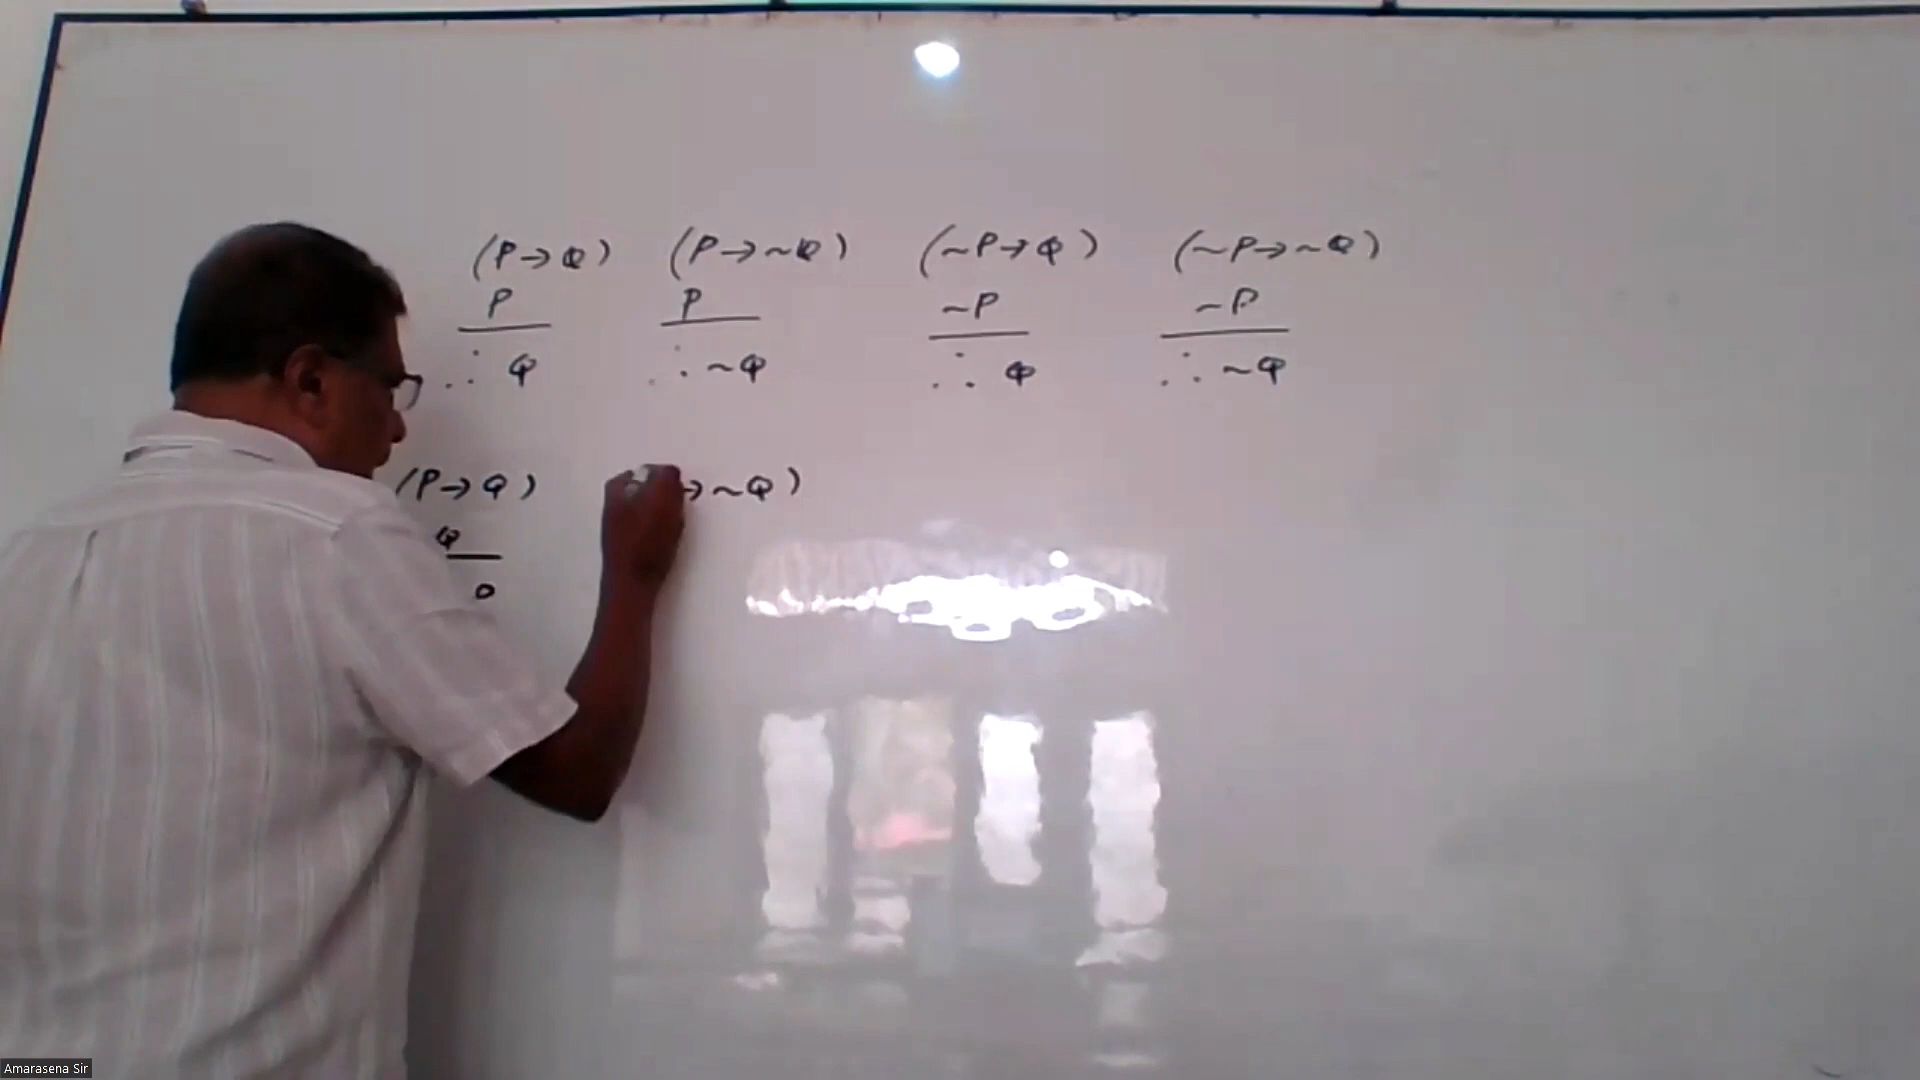 (P→Q) (P→~Q) (~P→Q) (~P→~Q)
P P ~P ~P
∴ Q ∴ ~Q ∴ Q ∴ ~Q
(P→Q) →~Q)
Q
Amarasena Sir